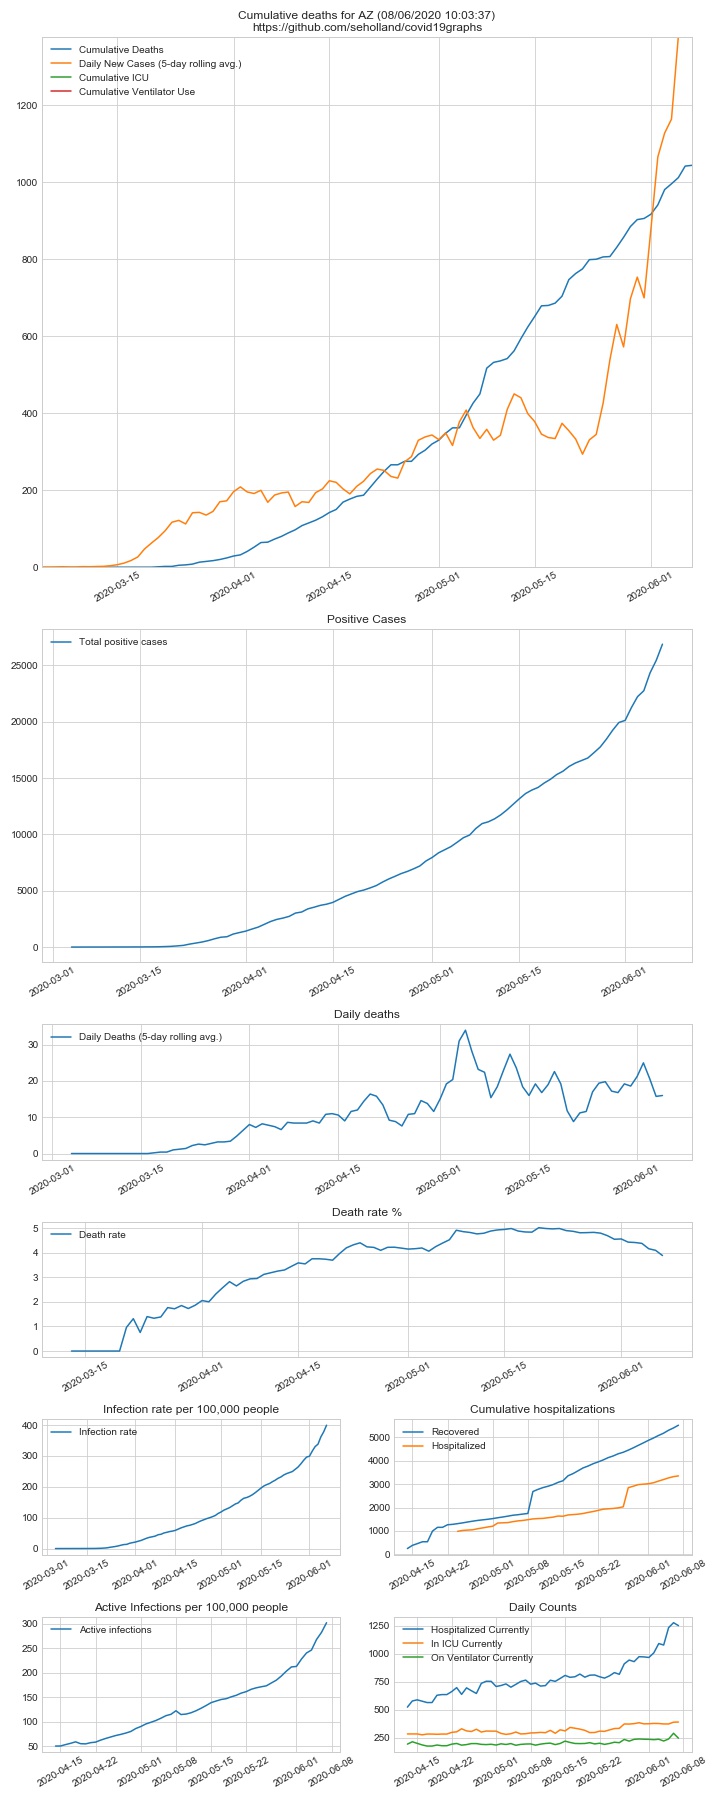 Cumulative deaths for AZ (08/06/2020 10:03:37)
https://github.com/seholland/covid19graphs
Cumulative Deaths
Daily New Cases (5-day rolling avg.)
Cumulative ICU
Cumulative Ventilator Use
1200
1000
800
600
400
200
0
2020-03-15 2020-04-01 2020-04-15 2020-05-01 2020-05-15 2020-06-01
Positive Cases
Total positive cases
25000
20000
15000
10000
5000
0
2020-03-01 2020-03-15 2020-04-01 2020-04-15 2020-05-01 2020-05-15 2020-06-01
Daily deaths
Daily Deaths (5-day rolling avg.)
30
20
10
0
2020-03-01 2020-03-15 2020-04-01 2020-04-15 2020-05-01 2020-05-15 2020-06-01
Death rate %
Death rate
5
4
3
2
1
0
2020-03-15 2020-04-01 2020-04-15 2020-05-01 2020-05-15 2020-06-01
Infection rate per 100,000 people
Infection rate
400
300
200
100
0
2020-03-01 2020-03-15 2020-04-01 2020-04-15 2020-05-01 2020-05-15 2020-06-01
Cumulative hospitalizations
Recovered
Hospitalized
5000
4000
3000
2000
1000
0
2020-04-15 2020-04-22 2020-05-01 2020-05-08 2020-05-15 2020-05-22 2020-06-01 2020-06-08
Active Infections per 100,000 people
Active infections
300
250
200
150
100
50
2020-04-15 2020-04-22 2020-05-01 2020-05-08 2020-05-15 2020-05-22 2020-06-01 2020-06-08
Daily Counts
Hospitalized Currently
In ICU Currently
On Ventilator Currently
1250
1000
750
500
250
2020-04-15 2020-04-22 2020-05-01 2020-05-08 2020-05-15 2020-05-22 2020-06-01 2020-06-08